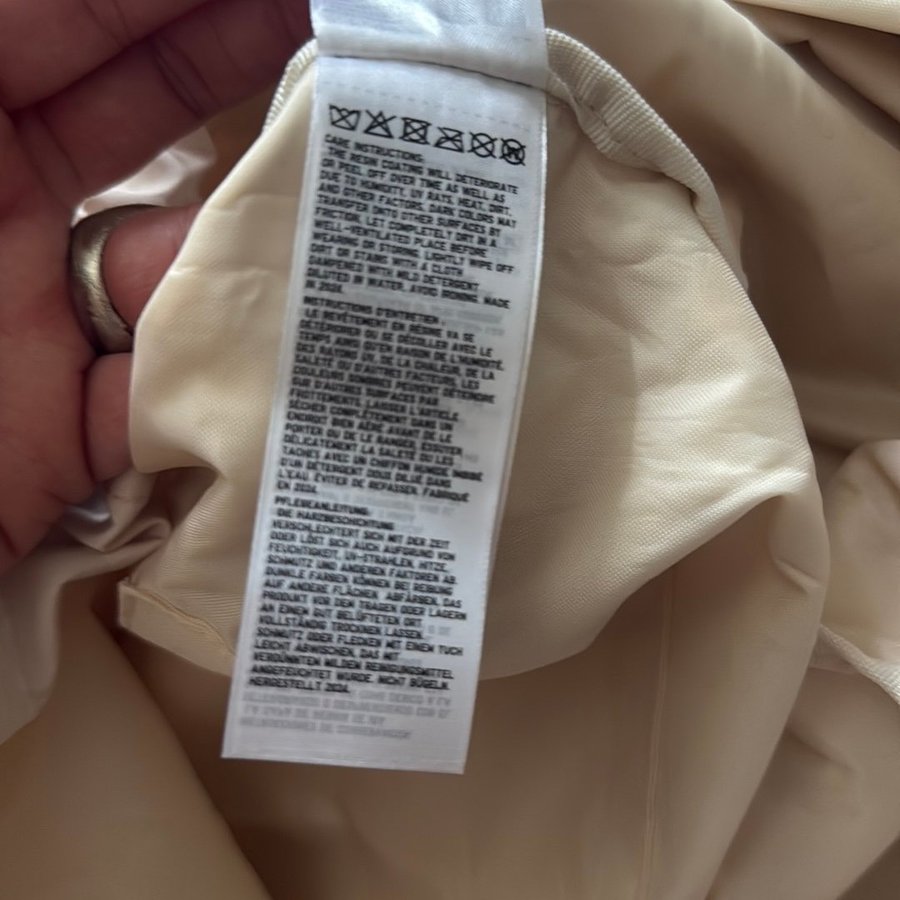 CARE INSTRUCTIONS:
THE RESIN COATING WILL DETERIORATE
OR PEEL OFF OVER TIME AS WELL AS
DUE TO HUMIDITY, UV RAYS, HEAT, DIRT,
AND OTHER FACTORS. DARK COLORS MAY
TRANSFER ONTO OTHER SURFACES BY
FRICTION. LET COMPLETELY DRY IN A
WELL-VENTILATED PLACE BEFORE
WEARING OR STORING. LIGHTLY WIPE OFF
DIRT OR STAINS WITH A CLOTH
DAMPENED WITH MILD DETERGENT
DILUTED IN WATER. AVOID IRONING. MADE
IN 2024.
INSTRUCTIONS D'ENTRETIEN :
LE REVÊTEMENT EN RÉSINE VA SE
DÉTÉRIORER OU SE DÉCOLLER AVEC LE
TEMPS AINSI QU'EN RAISON DE L'HUMIDITÉ,
DES RAYONS UV, DE LA CHALEUR, DE LA
SALETÉ OU D'AUTRES FACTEURS. LES
COULEURS SOMBRES PEUVENT DÉTEINDRE
SUR D'AUTRES SURFACES PAR
FROTTEMENTS. LAISSER L'ARTICLE
SÉCHER COMPLÈTEMENT DANS UN
ENDROIT BIEN AÉRÉ AVANT DE LE
PORTER OU DE LE RANGER. ESSUYER
DÉLICATEMENT LA SALETÉ OU LES
TACHES AVEC UN CHIFFON HUMIDE IMBIBÉ
D'UN DÉTERGENT DOUX DILUÉ DANS
L'EAU. ÉVITER DE REPASSER. FABRIQUÉ
EN 2024.
PFLEGEANLEITUNG:
DIE HARZBESCHICHTUNG
VERSCHLECHTERT SICH MIT DER ZEIT
ODER LÖST SICH AUCH AUFGRUND VON
FEUCHTIGKEIT, UV-STRAHLEN, HITZE,
SCHMUTZ UND ANDEREN FAKTOREN AB.
DUNKLE FARBEN KÖNNEN BEI REIBUNG
AUF ANDERE FLÄCHEN ABFÄRBEN. DAS
PRODUKT VOR DEM TRAGEN ODER LAGERN
AN EINEM GUT BELÜFTETEN ORT
VOLLSTÄNDIG TROCKNEN LASSEN.
SCHMUTZ ODER FLECKEN MIT EINEM TUCH
LEICHT ABWISCHEN, DAS MIT
VERDÜNNTEM MILDEM REINIGUNGSMITTEL
ANGEFEUCHTET WURDE. NICHT BÜGELN.
HERGESTELLT 2024.